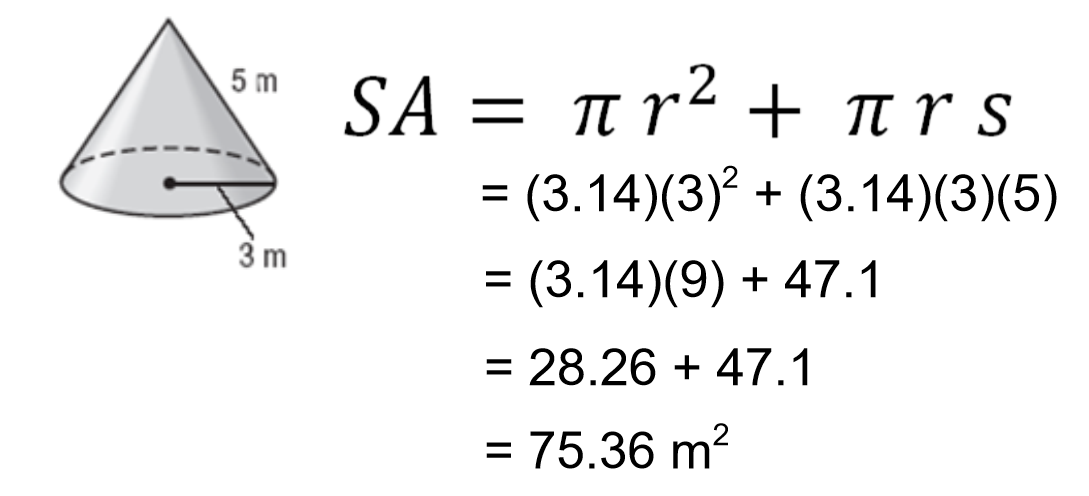 5 m
3 m
SA = π r² + π r s
= (3.14)(3)² + (3.14)(3)(5)
= (3.14)(9) + 47.1
= 28.26 + 47.1
= 75.36 m²